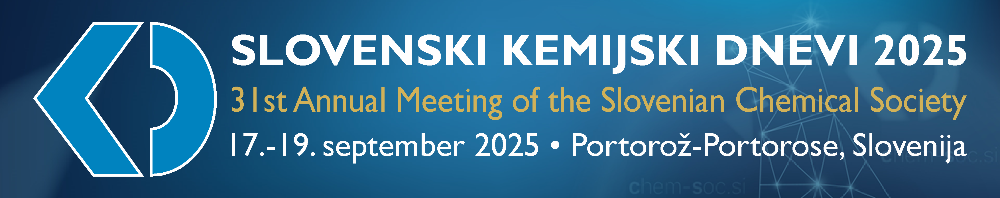 SLOVENSKI KEMIJSKI DNEVI 2025
31st Annual Meeting of the Slovenian Chemical Society
17.-19. september 2025 • Portorož-Portorose, Slovenija
chem-soc.si
chem-soc.si